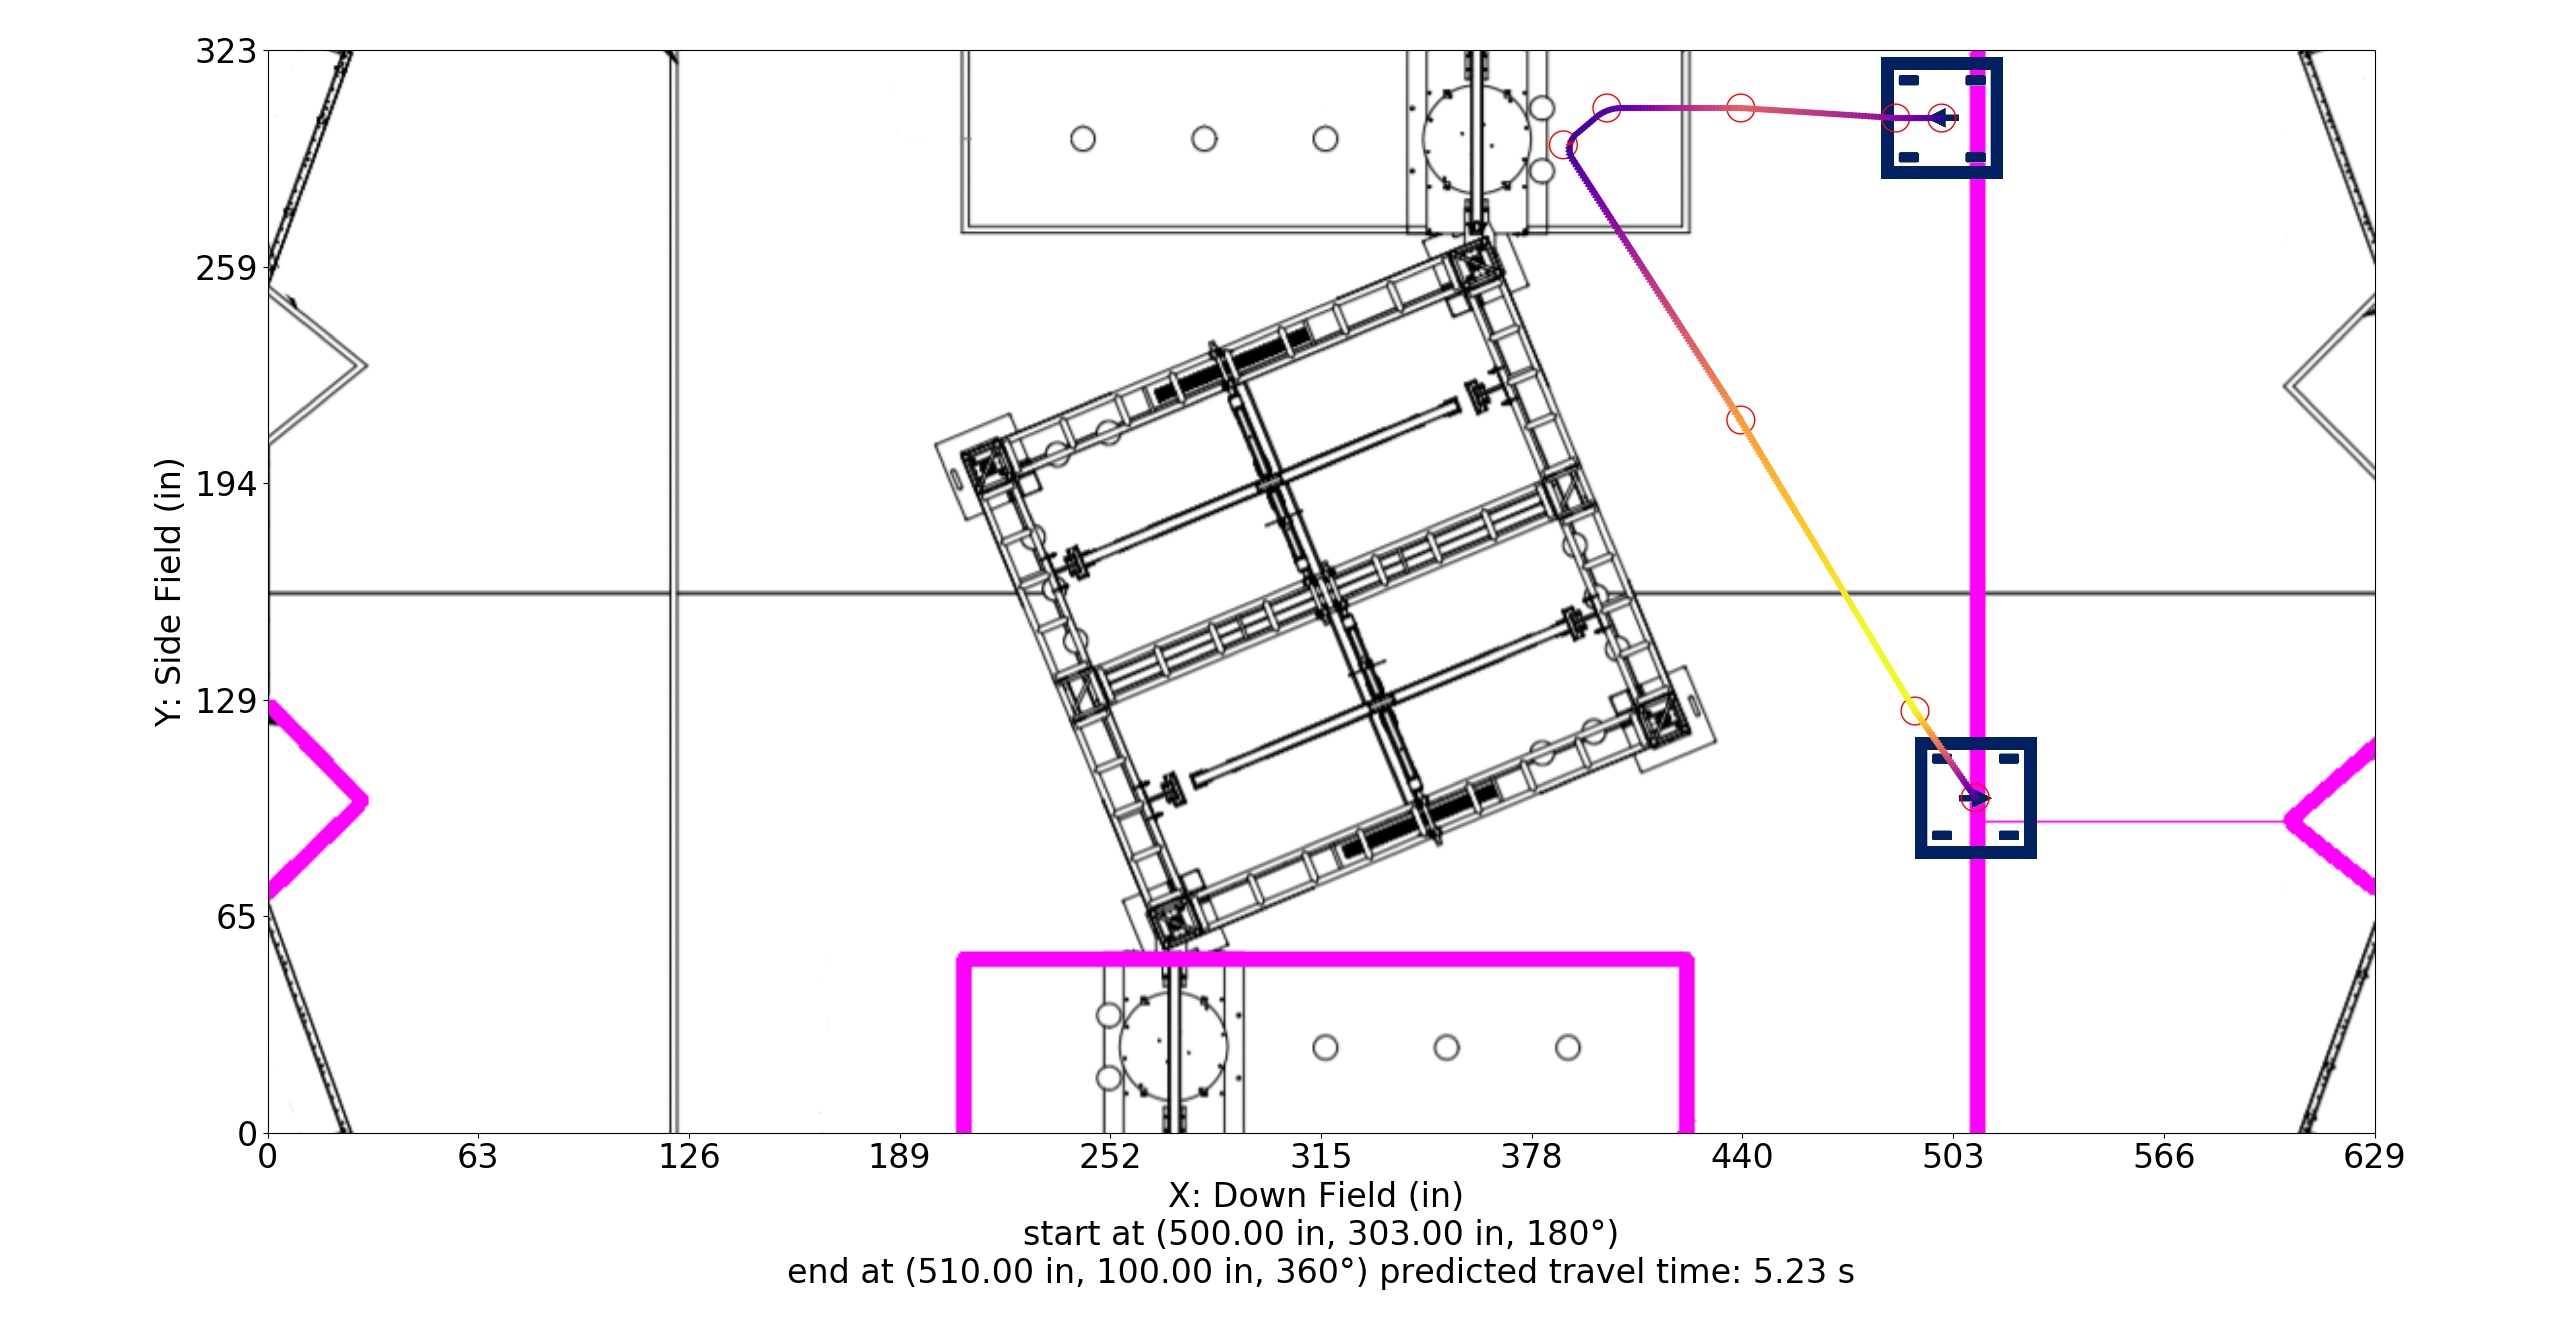 323
259
194
129
65
0
Y: Side Field (in)
0 63 126 189 252 315 378 440 503 566 629
X: Down Field (in)
start at (500.00 in, 303.00 in, 180°)
end at (510.00 in, 100.00 in, 360°) predicted travel time: 5.23 s